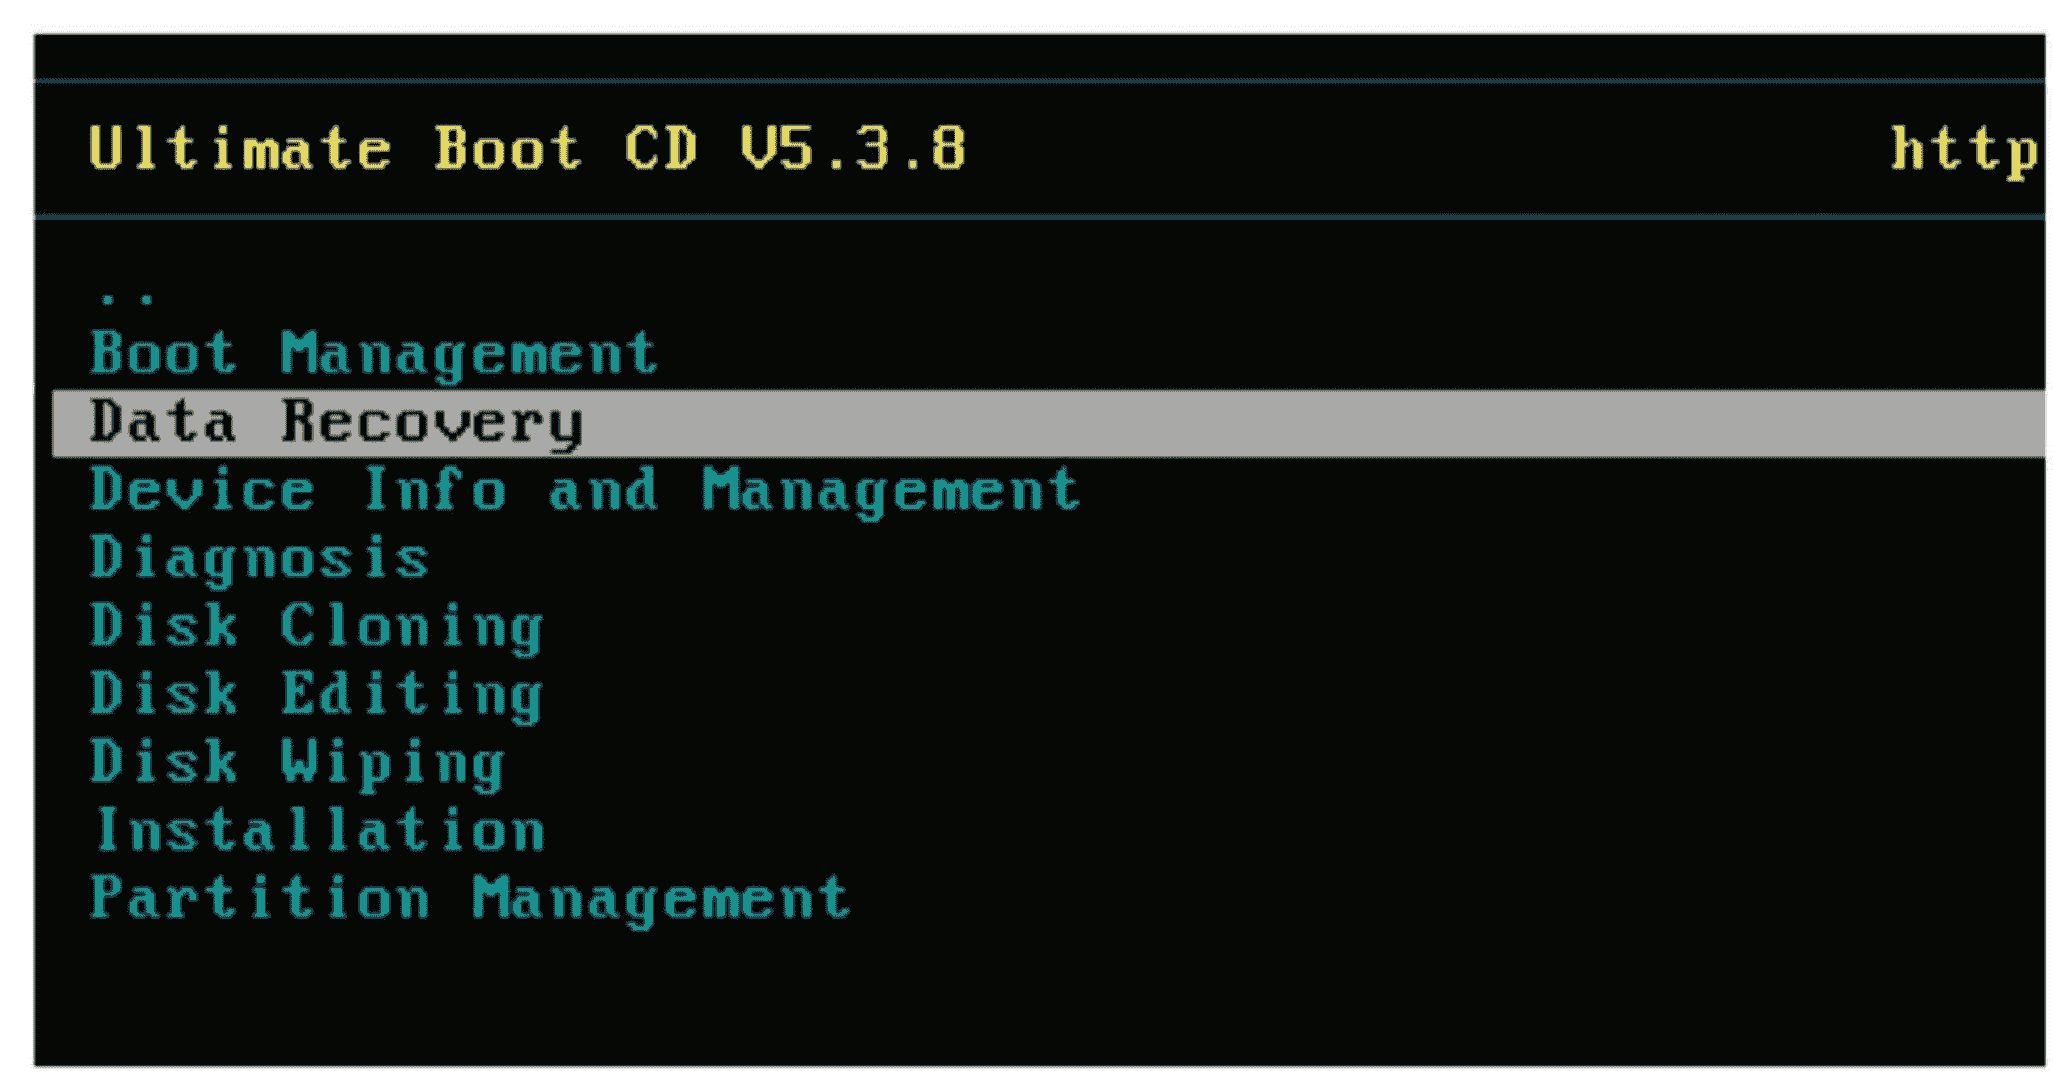 Ultimate Boot CD V5.3.8 http
..
Boot Management
Data Recovery
Device Info and Management
Diagnosis
Disk Cloning
Disk Editing
Disk Wiping
Installation
Partition Management